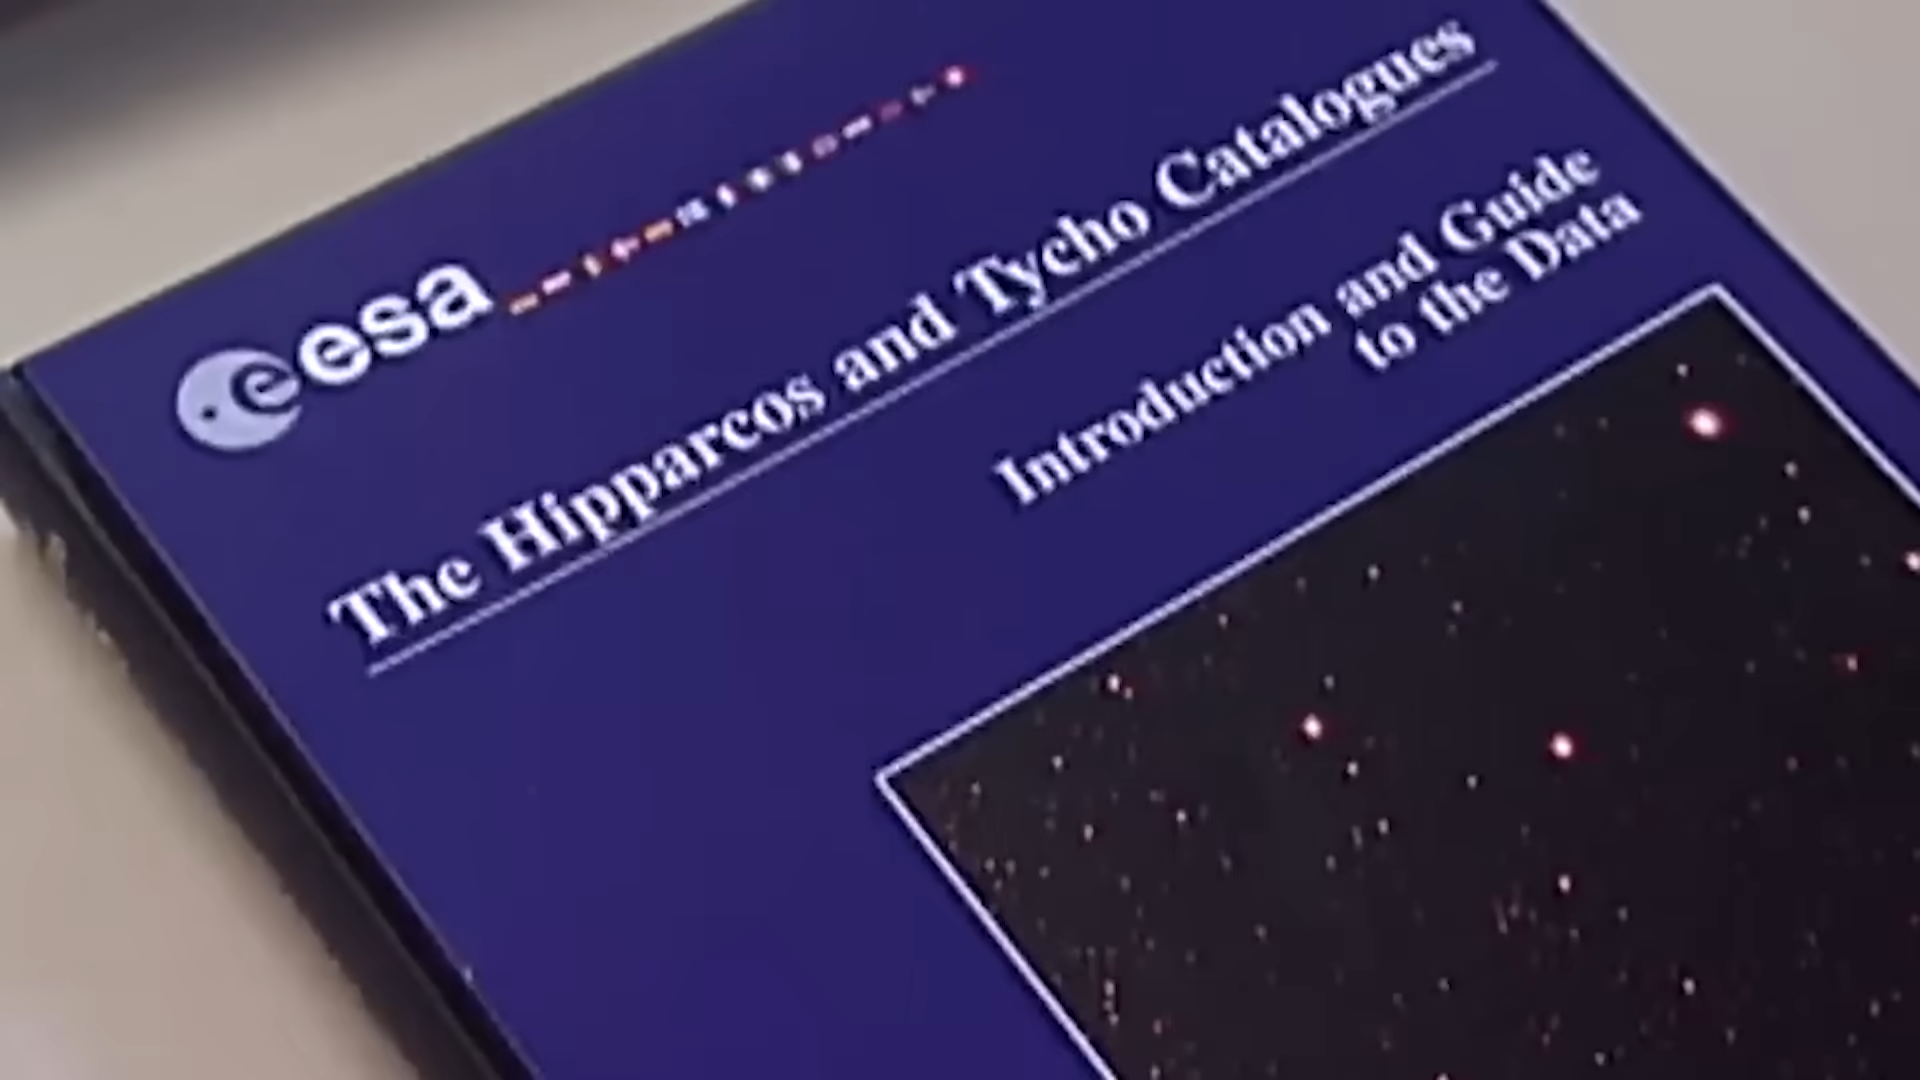 esa
The Hipparcos and Tycho Catalogues
Introduction and Guide
to the Data